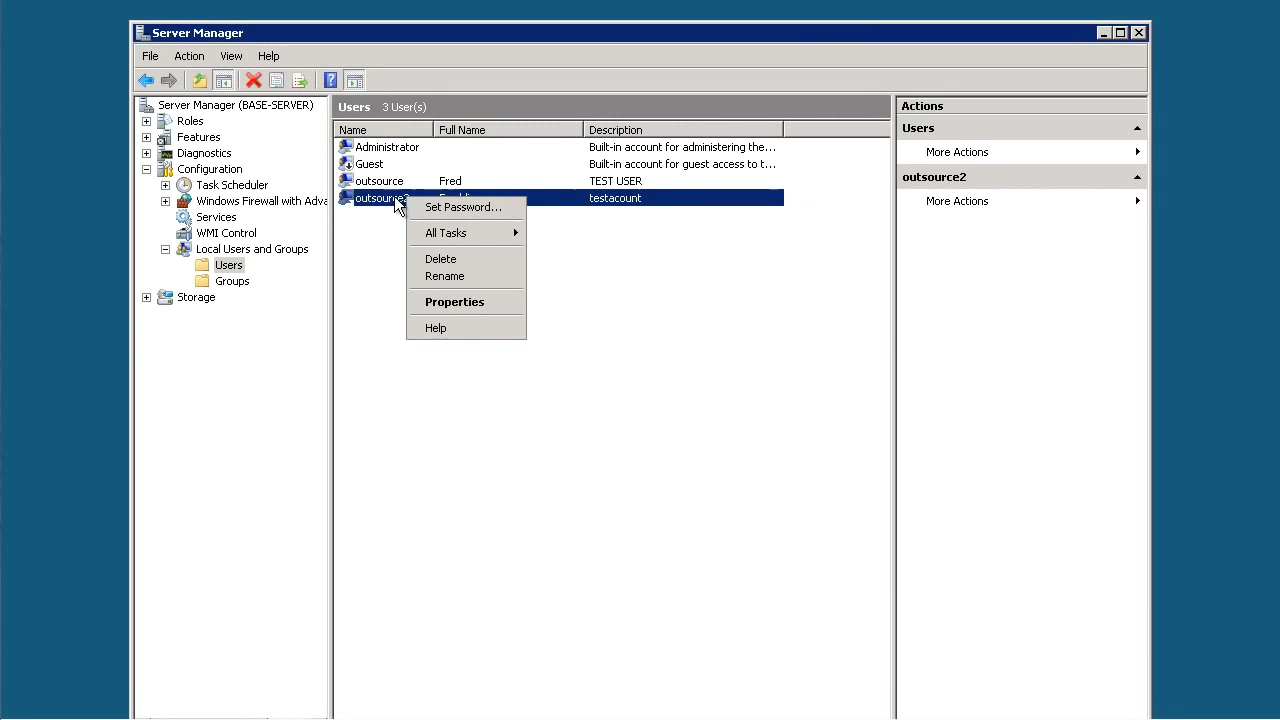 Server Manager
File Action View Help
Server Manager (BASE-SERVER)
Roles
Features
Diagnostics
Configuration
Task Scheduler
Windows Firewall with Adva
Services
WMI Control
Local Users and Groups
Users
Groups
Storage
Users 3 User(s)
Name Full Name Description
Administrator Built-in account for administering the...
Guest Built-in account for guest access to t...
outsource Fred TEST USER
outsource2 testacount
Set Password...
All Tasks
Delete
Rename
Properties
Help
Actions
Users
More Actions
outsource2
More Actions